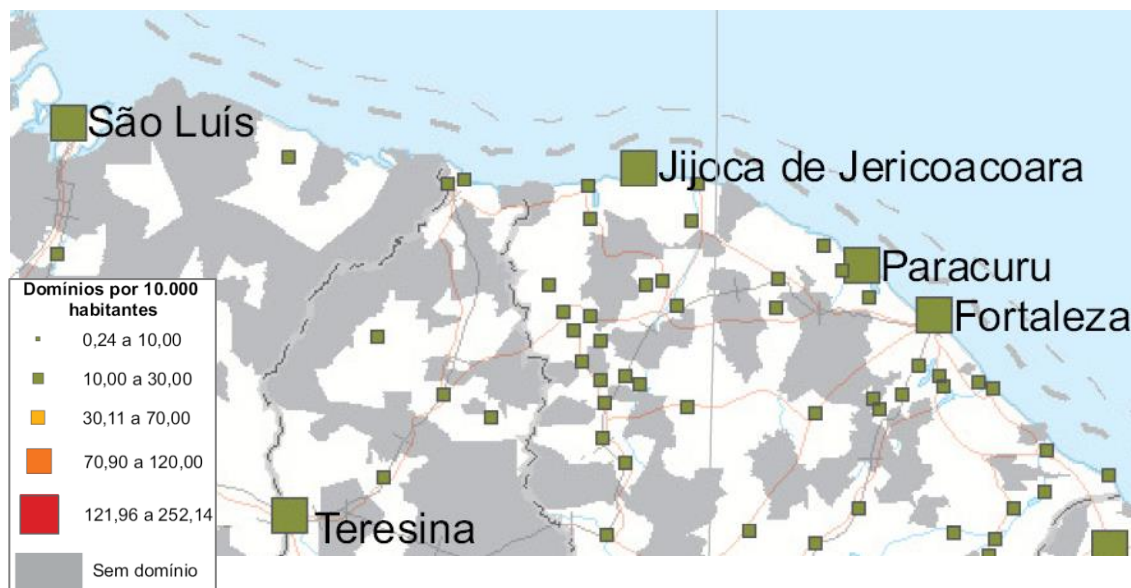 São Luís
Jijoca de Jericoacoara
Paracuru
Fortaleza
Teresina
Domínios por 10.000
habitantes
0,24 a 10,00
10,00 a 30,00
30,11 a 70,00
70,90 a 120,00
121,96 a 252,14
Sem domínio